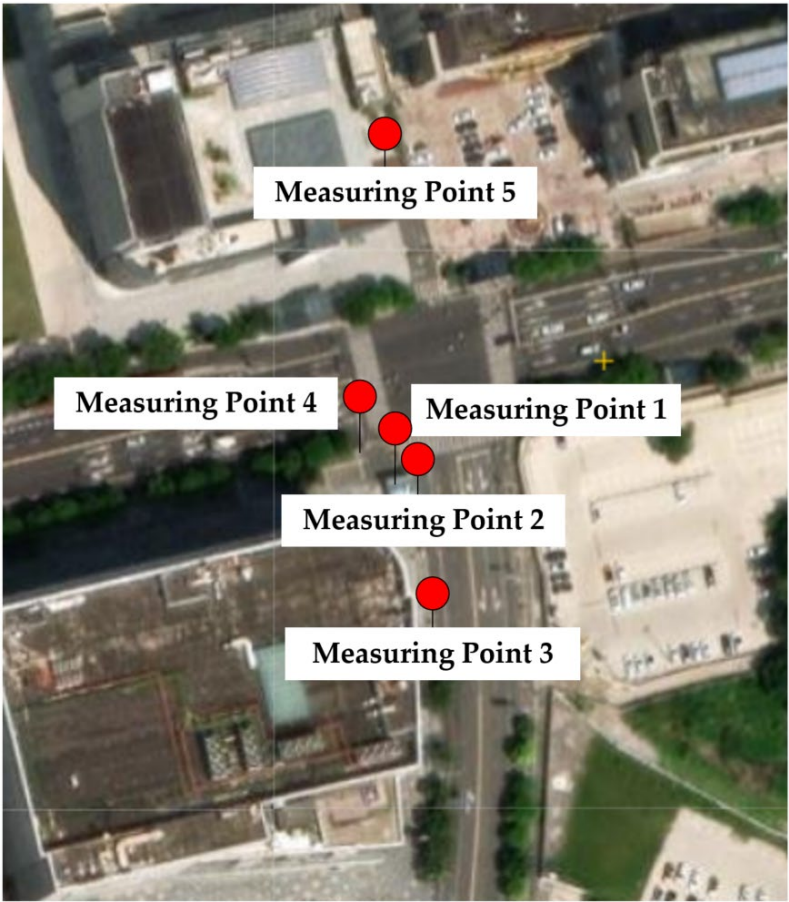 Measuring Point 5
Measuring Point 4
Measuring Point 1
Measuring Point 2
Measuring Point 3